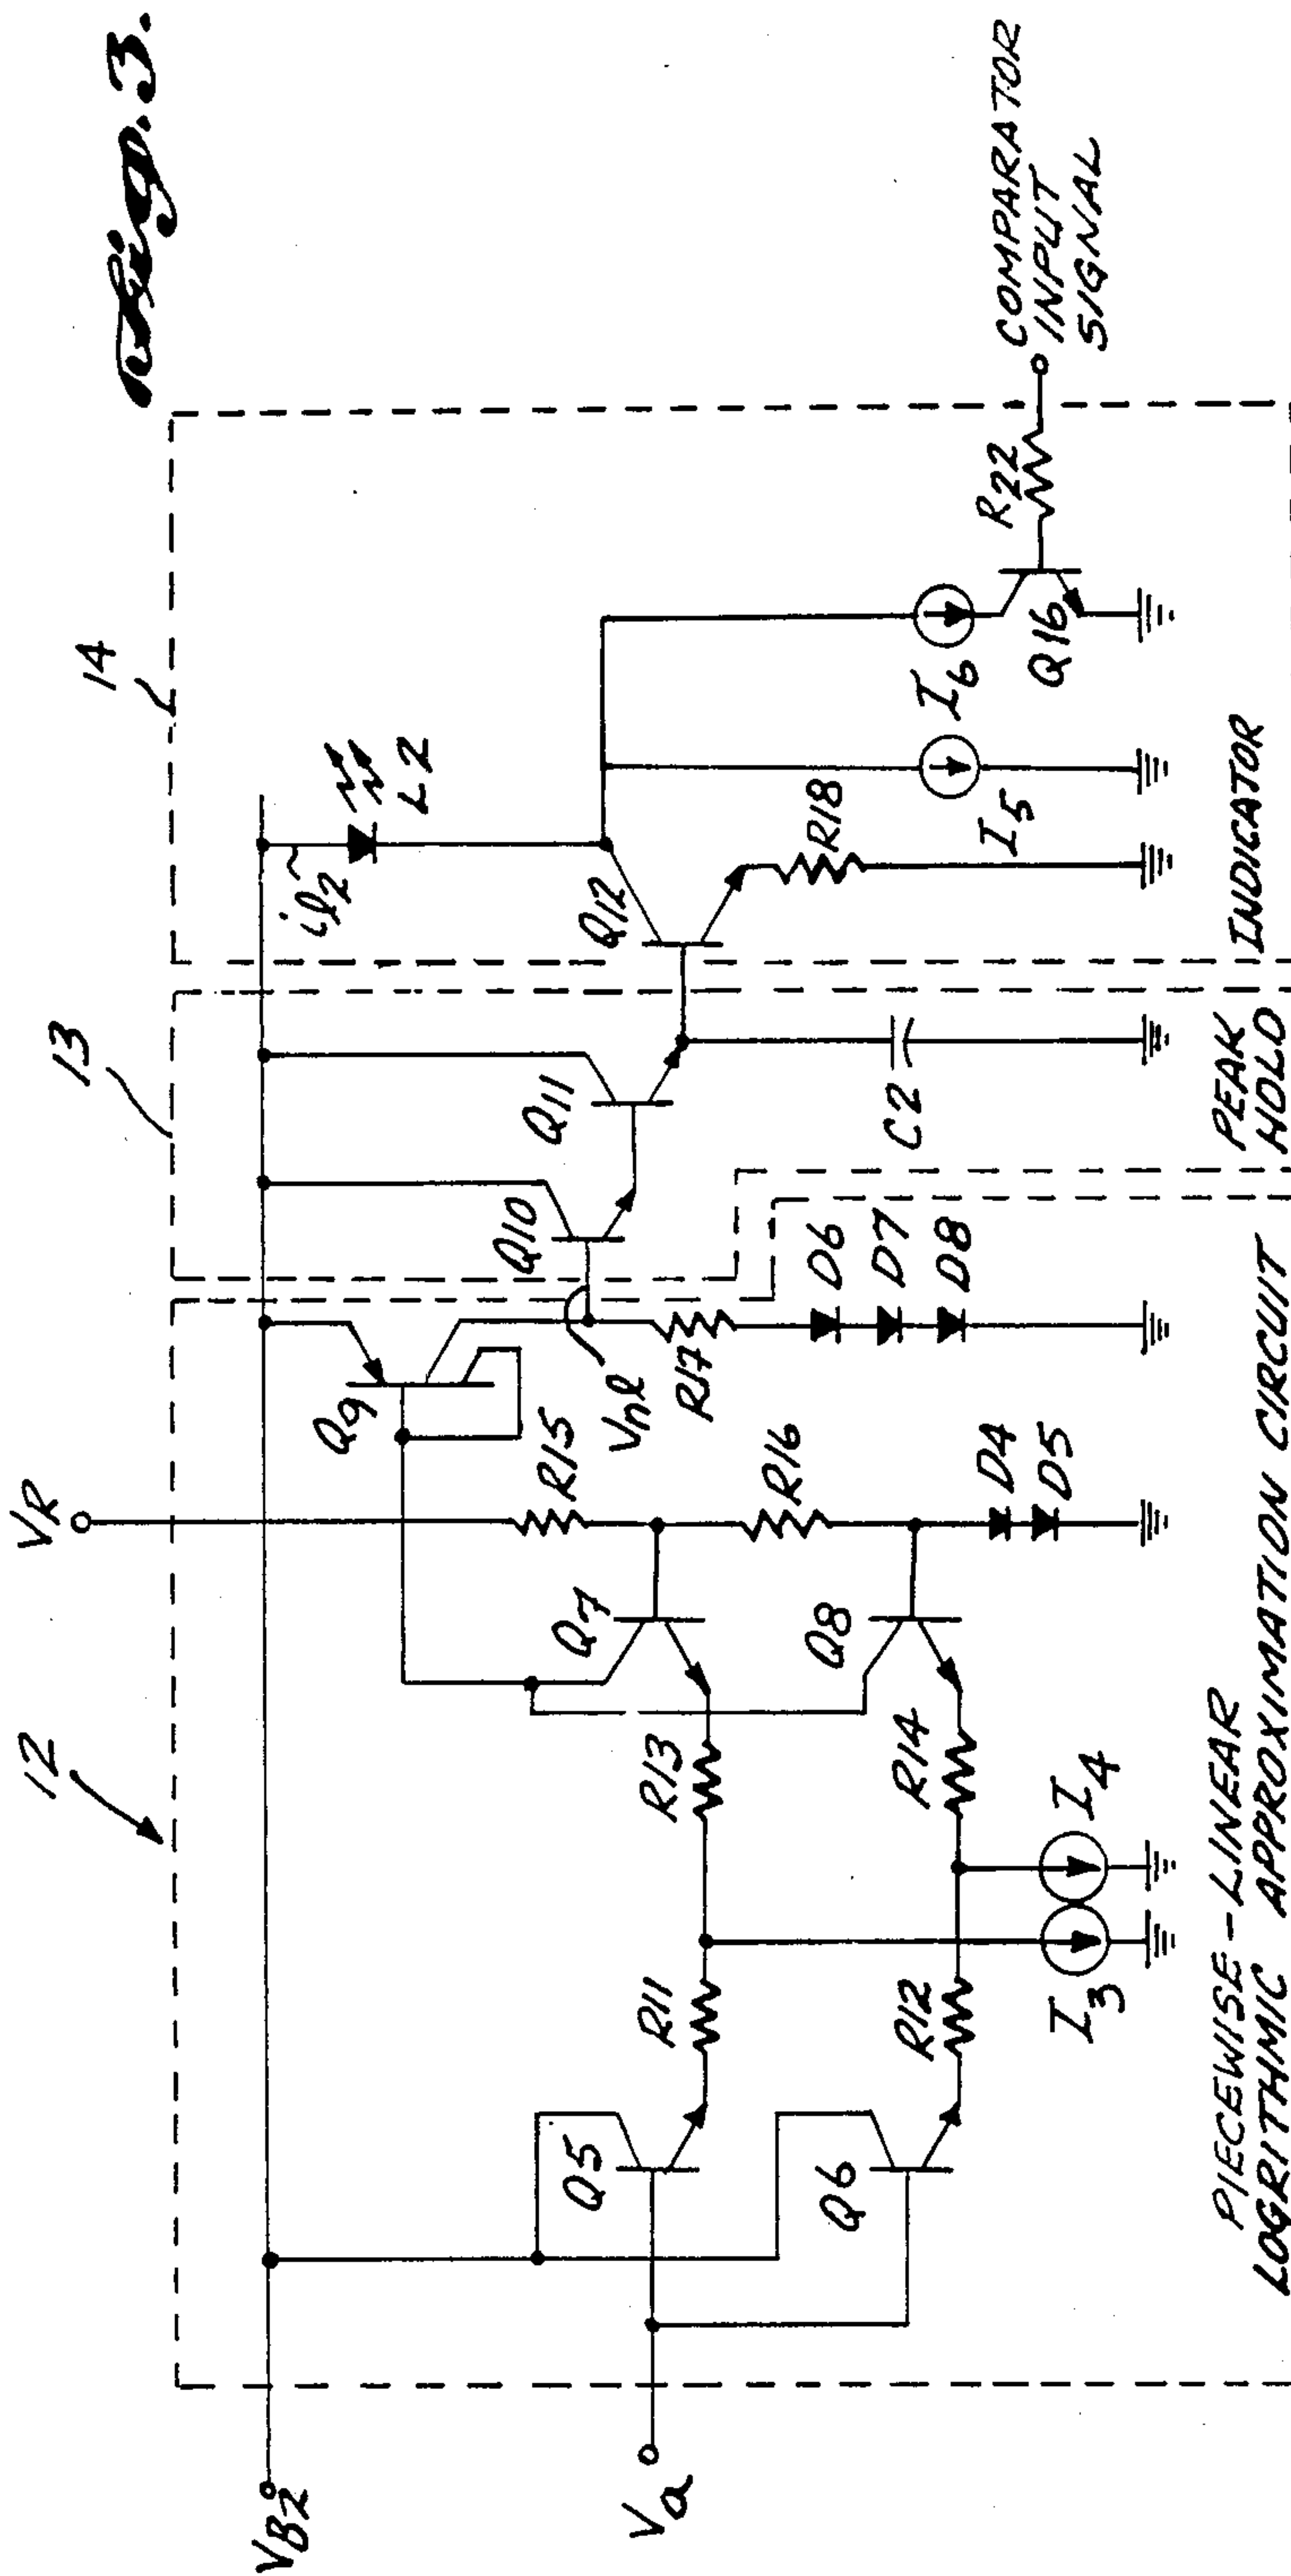 Fig. 3.
12
13
14
VR
VB2
Va
Q5
Q6
R11
R12
R13
R14
I3
I4
Q7
Q8
R15
R16
D4
D5
Q9
Vnl
R17
D6
D7
D8
Q10
Q11
C2
Q12
il2
L2
R18
I5
I6
Q16
R22
COMPARATOR
INPUT
SIGNAL
PIECEWISE-LINEAR
LOGRITHMIC APPROXIMATION CIRCUIT
PEAK
HOLD
INDICATOR